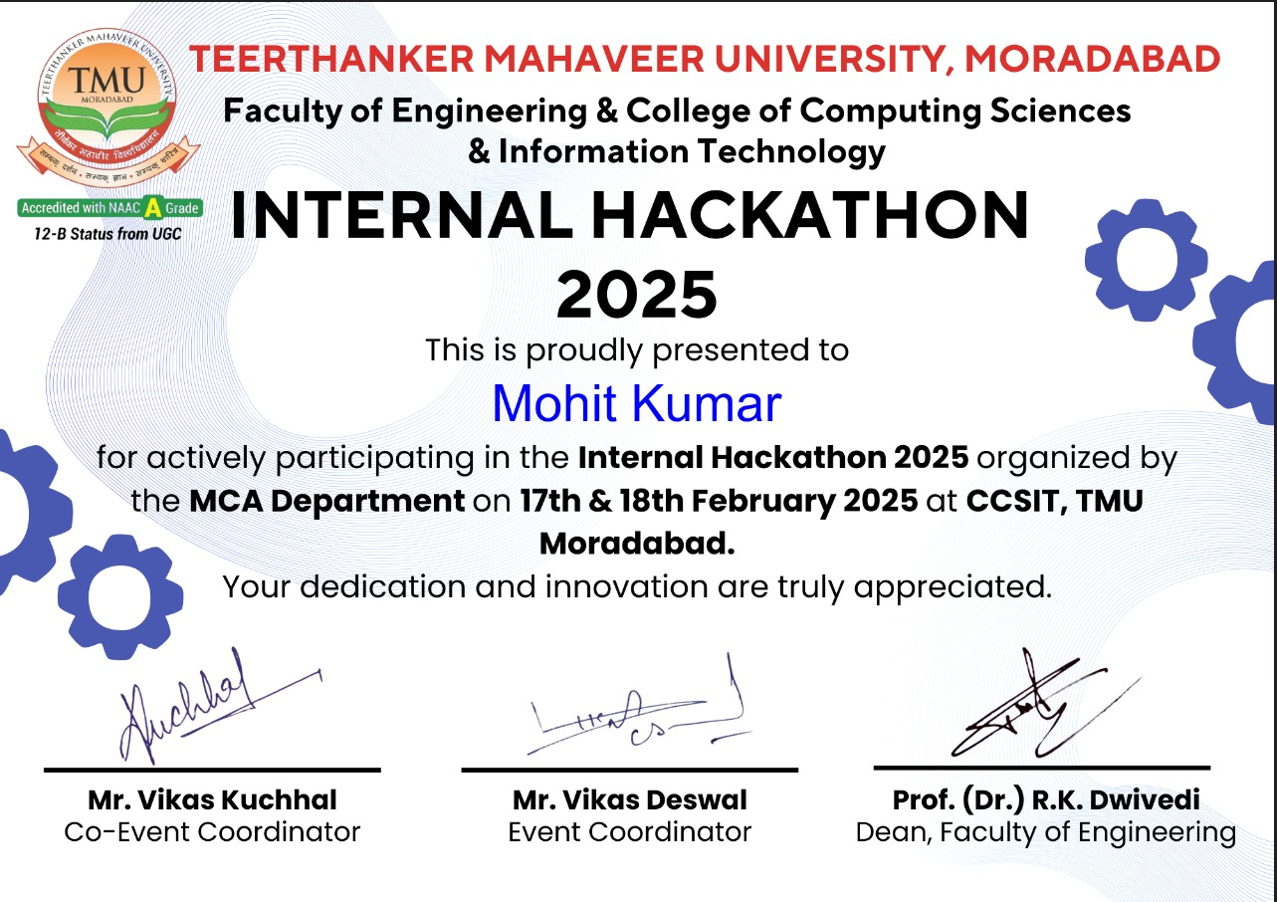 TEERTHANKER MAHAVEER UNIVERSITY
TMU
MORADABAD
तीर्थंकर महावीर विश्वविद्यालय
सम्यक् दर्शन • सम्यक् ज्ञान • सम्यक् चारित्र
Accredited with NAAC A Grade
12-B Status from UGC
TEERTHANKER MAHAVEER UNIVERSITY, MORADABAD
Faculty of Engineering & College of Computing Sciences
& Information Technology
INTERNAL HACKATHON
2025
This is proudly presented to
Mohit Kumar
for actively participating in the Internal Hackathon 2025 organized by
the MCA Department on 17th & 18th February 2025 at CCSIT, TMU
Moradabad.
Your dedication and innovation are truly appreciated.
Kuchhal
Mr. Vikas Kuchhal
Co-Event Coordinator
Mr. Vikas Deswal
Event Coordinator
Prof. (Dr.) R.K. Dwivedi
Dean, Faculty of Engineering